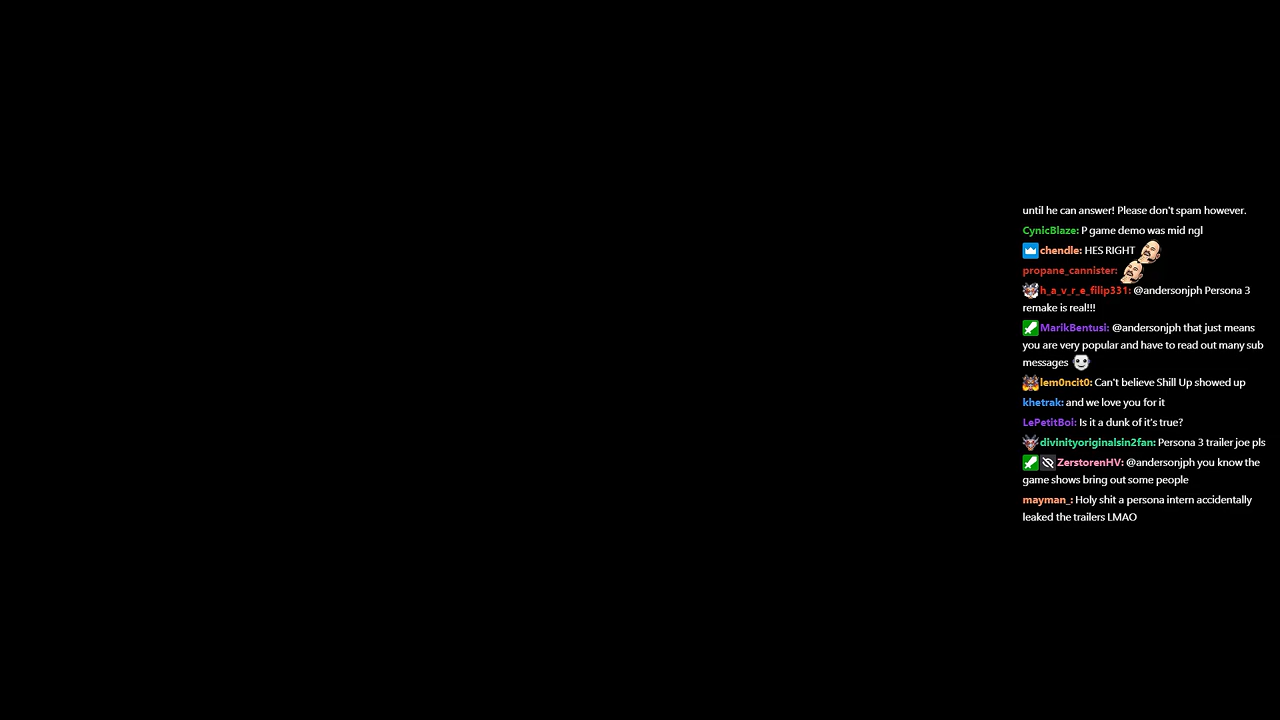 until he can answer! Please don't spam however.
CynicBlaze: P game demo was mid ngl
chendle: HES RIGHT
propane_cannister:
h_a_v_r_e_filip331: @andersonjph Persona 3
remake is real!!!
MarikBentusi: @andersonjph that just means
you are very popular and have to read out many sub
messages
lem0ncit0: Can't believe Shill Up showed up
khetrak: and we love you for it
LePetitBoi: Is it a dunk of it's true?
divinityoriginalsin2fan: Persona 3 trailer joe pls
ZerstorenHV: @andersonjph you know the
game shows bring out some people
mayman_: Holy shit a persona intern accidentally
leaked the trailers LMAO